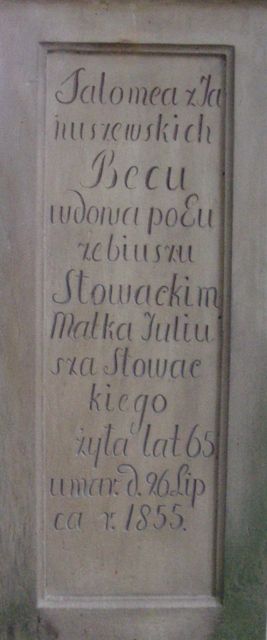 Salomea z Ja
nuszewskich
Becu
wdowa po Eu
zebiuszu
Słowackim
Matka Juliu
sza Słowac
kiego
żyła lat 65
umar. d. 26 Lip
ca r. 1855.